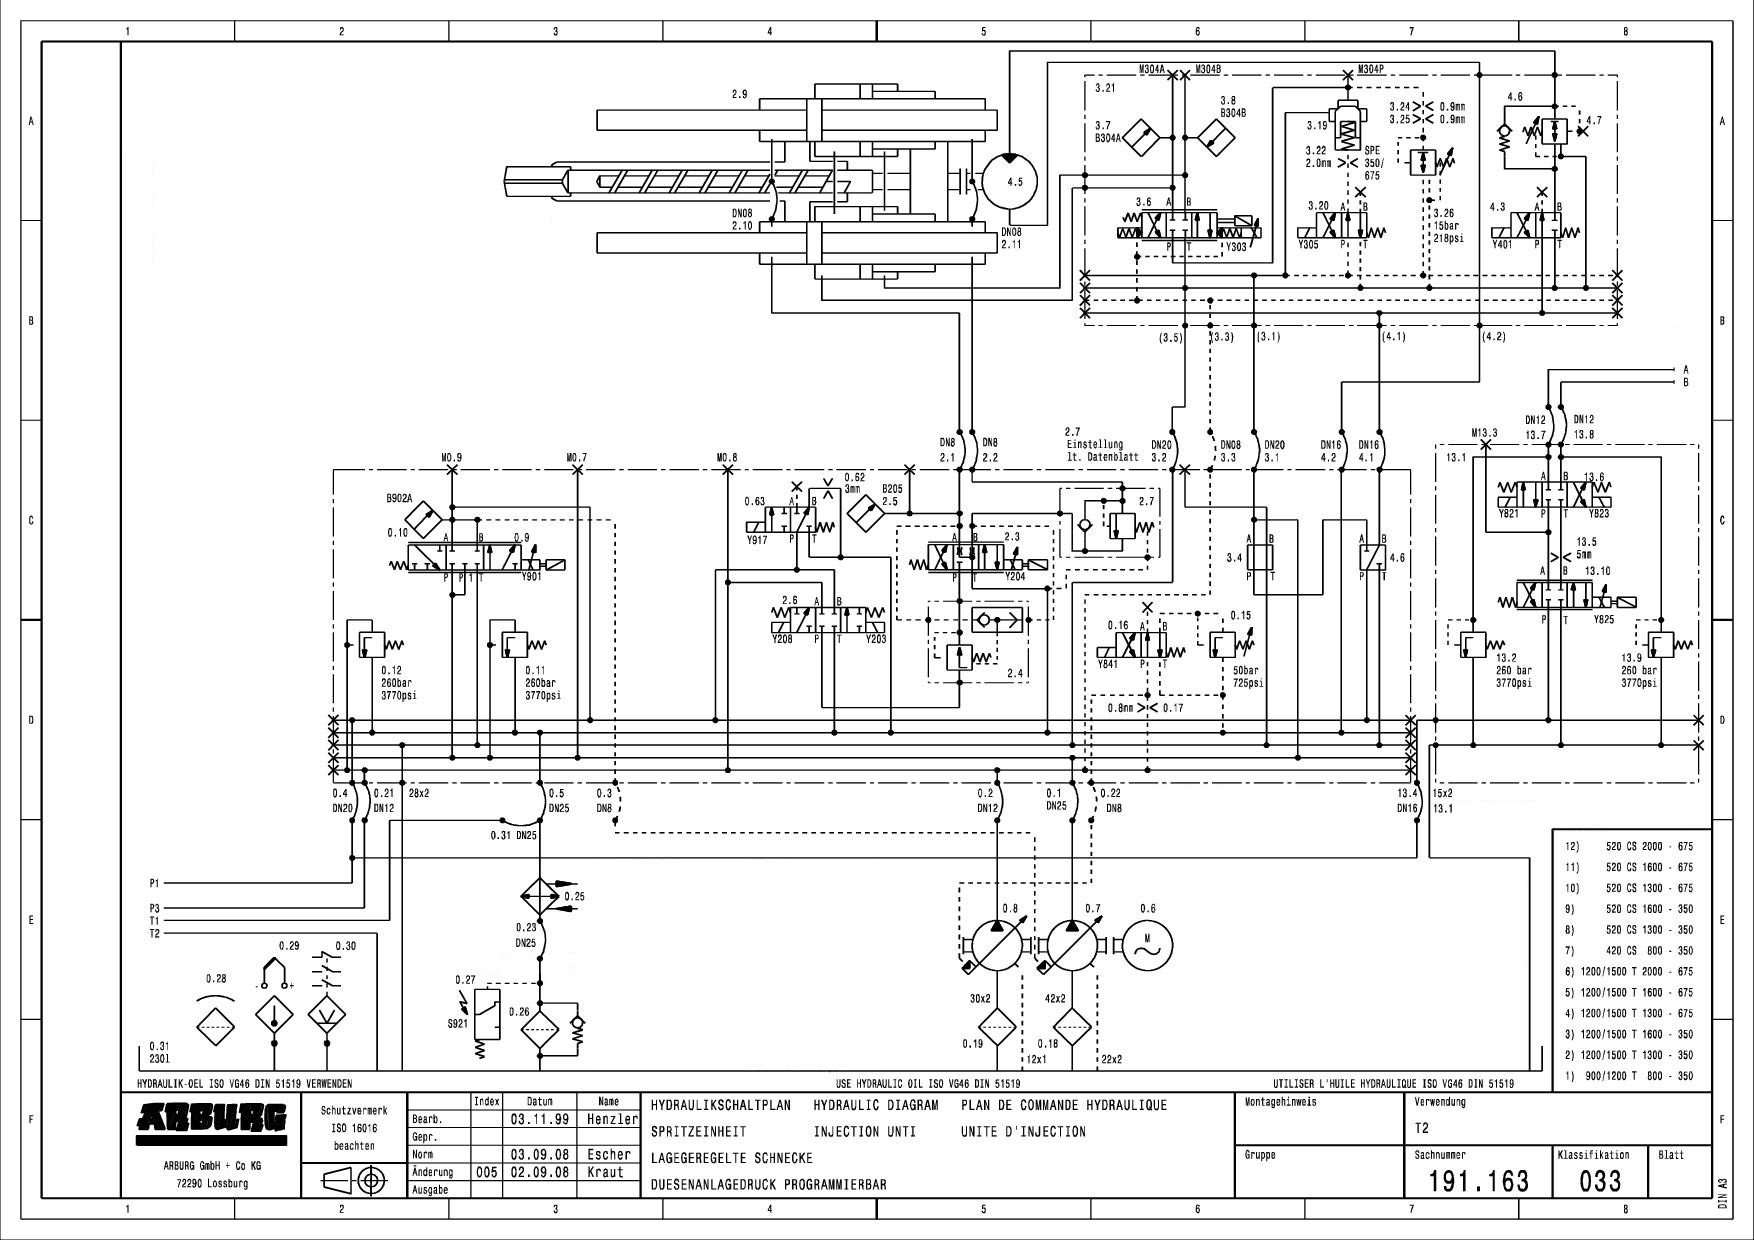 1 2 3 4 5 6 7 8
A
B
C
D
E
F
2.9
DN08
2.10
4.5
DN08
2.11
M304A M304B M304P
3.21
3.7
B304A
3.8
B304B
3.19
3.24 0.9mm
3.25 0.9mm
4.6
4.7
3.22
2.0mm
SPE
350/
675
3.6 A B
P T Y303
3.20 A B
Y305 P T
3.26
15bar
218psi
4.3 A B
Y401 P T
(3.5) (3.3) (3.1) (4.1) (4.2)
A
B
DN12
13.7
DN12
13.8
M13.3
13.1
A B 13.6
Y821 P T Y823
13.5
5mm
A B 13.10
P T Y825
13.2
260 bar
3770psi
13.9
260 bar
3770psi
M0.9 M0.7 M0.8
DN8
2.1
DN8
2.2
2.7
Einstellung
lt. Datenblatt
DN20
3.2
DN08
3.3
DN20
3.1
DN16
4.2
DN16
4.1
B902A
0.10
A B 0.9
P P1 T Y901
0.63 A B
Y917 P T
0.62
3mm
B205
2.5
2.7
A B 2.3
P T Y204
2.6 A B
Y208 P T Y203
2.4
A B
3.4
P T
A B
4.6
P T
0.16 A B
Y841 P T
0.15
50bar
725psi
0.8mm 0.17
0.12
260bar
3770psi
0.11
260bar
3770psi
0.4
DN20
0.21
DN12
28x2
0.5
DN25
0.3
DN8
0.31 DN25
0.2
DN12
0.1
DN25
0.22
DN8
13.4
DN16
15x2
13.1
P1
P3
T1
T2
0.25
0.23
DN25
0.8 0.7 0.6
M
0.28
0.29
- +
0.30
0.27
S921
0.26
30x2 42x2
0.19 0.18
12x1 22x2
0.31
230l
12) 520 CS 2000 - 675
11) 520 CS 1600 - 675
10) 520 CS 1300 - 675
9) 520 CS 1600 - 350
8) 520 CS 1300 - 350
7) 420 CS 800 - 350
6) 1200/1500 T 2000 - 675
5) 1200/1500 T 1600 - 675
4) 1200/1500 T 1300 - 675
3) 1200/1500 T 1600 - 350
2) 1200/1500 T 1300 - 350
1) 900/1200 T 800 - 350
HYDRAULIK-OEL ISO VG46 DIN 51519 VERWENDEN
USE HYDRAULIC OIL ISO VG46 DIN 51519
UTILISER L'HUILE HYDRAULIQUE ISO VG46 DIN 51519
ARBURG
ARBURG GmbH + Co KG
72290 Lossburg
Schutzvermerk
ISO 16016
beachten
Index Datum Name
Bearb. 03.11.99 Henzler
Gepr.
Norm 03.09.08 Escher
Änderung 005 02.09.08 Kraut
Ausgabe
HYDRAULIKSCHALTPLAN HYDRAULIC DIAGRAM PLAN DE COMMANDE HYDRAULIQUE
SPRITZEINHEIT INJECTION UNTI UNITE D'INJECTION
LAGEGEREGELTE SCHNECKE
DUESENANLAGEDRUCK PROGRAMMIERBAR
Montagehinweis
Gruppe
Verwendung
T2
Sachnummer
191.163
Klassifikation
033
Blatt
DIN A3
A
B
C
D
E
F
1 2 3 4 5 6 7 8